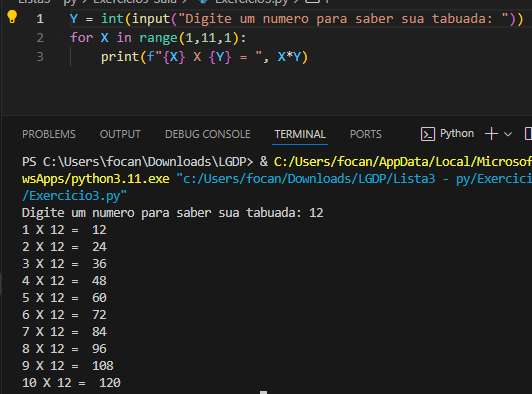 Lista3 - py > Exercicios Sala > Exercicio3.py > Y
1 Y = int(input("Digite um numero para saber sua tabuada: "))
2 for X in range(1,11,1):
3 print(f"{X} X {Y} = ", X*Y)
PROBLEMS OUTPUT DEBUG CONSOLE TERMINAL PORTS Python
PS C:\Users\focan\Downloads\LGDP> & C:/Users/focan/AppData/Local/Microsof
wsApps/python3.11.exe "c:/Users/focan/Downloads/LGDP/Lista3 - py/Exercici
/Exercicio3.py"
Digite um numero para saber sua tabuada: 12
1 X 12 =  12
2 X 12 =  24
3 X 12 =  36
4 X 12 =  48
5 X 12 =  60
6 X 12 =  72
7 X 12 =  84
8 X 12 =  96
9 X 12 =  108
10 X 12 =  120